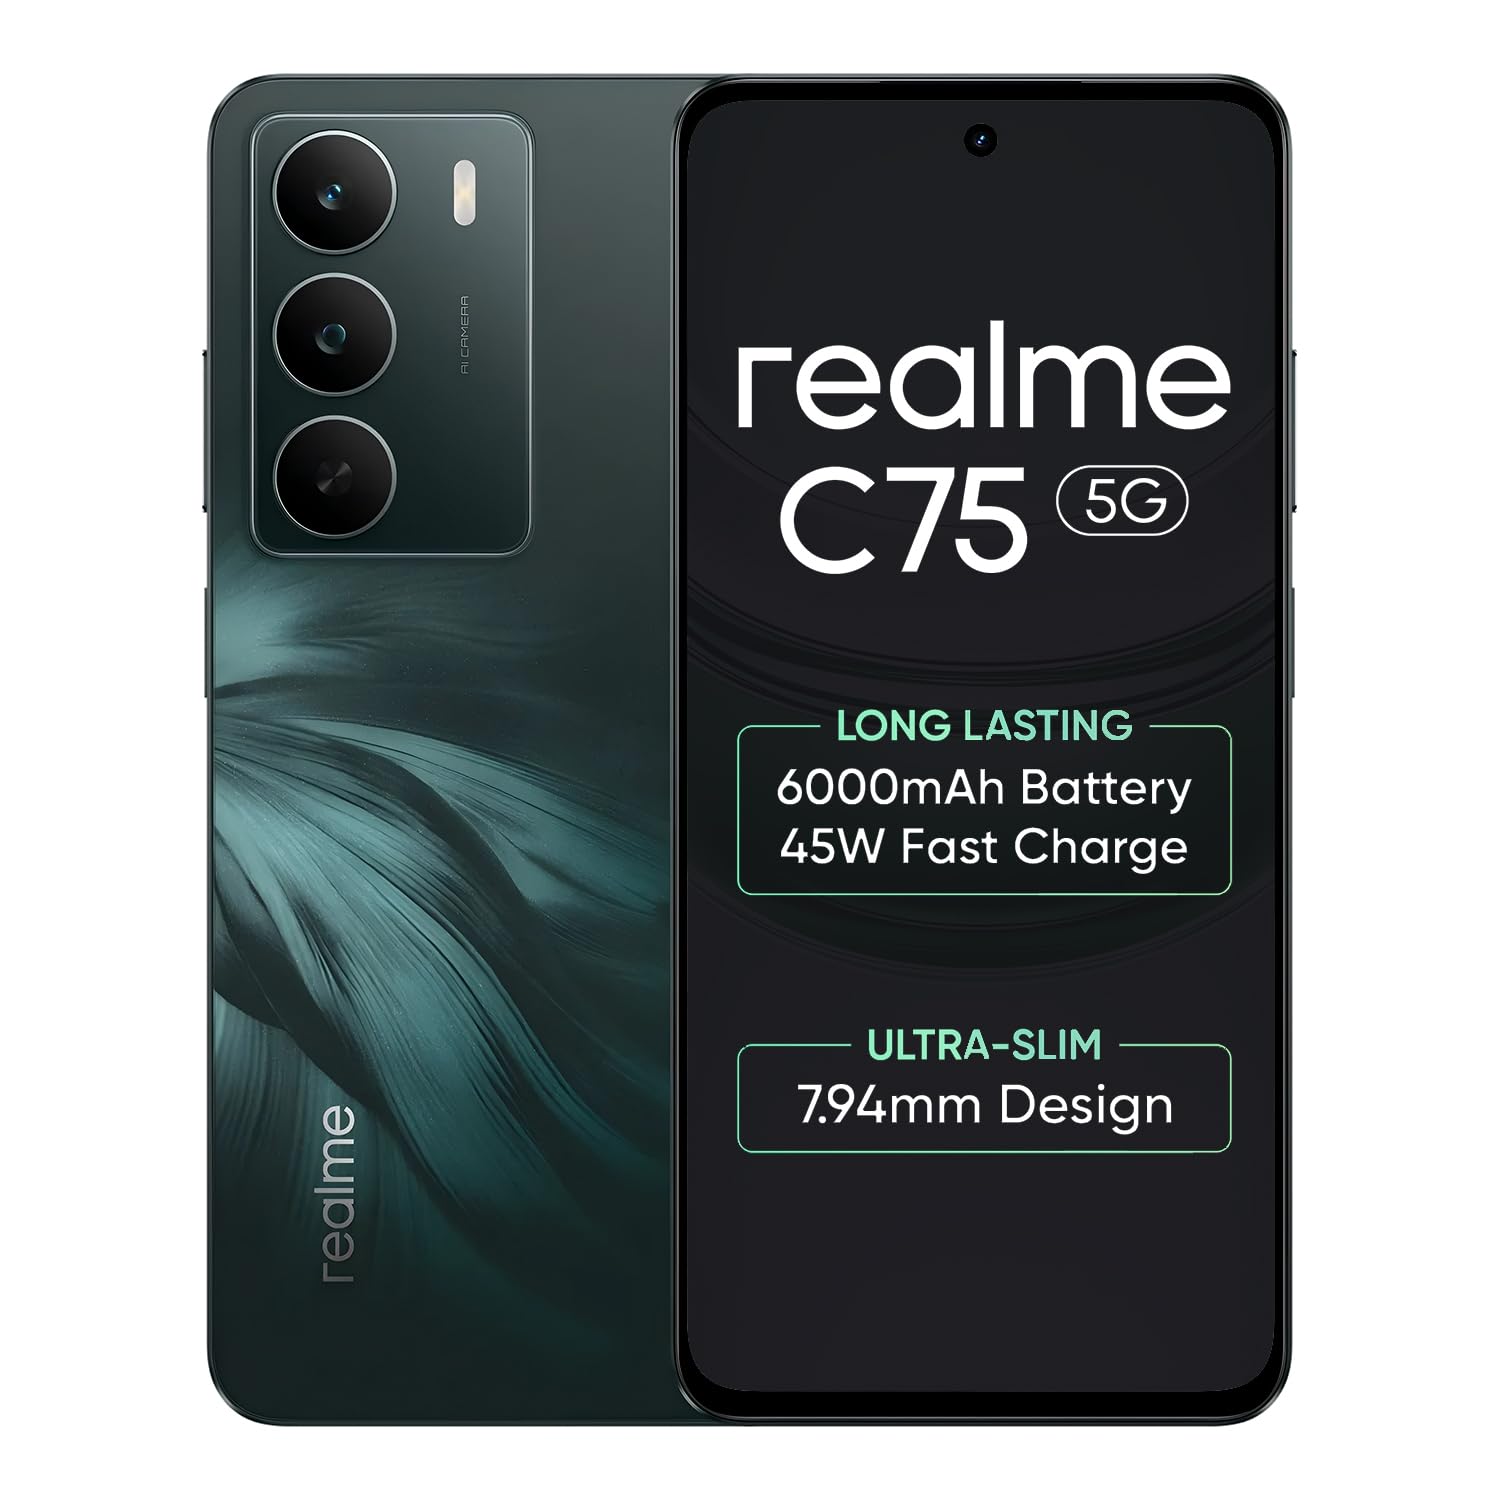 AI CAMERA
realme
realme
C75 5G
LONG LASTING
6000mAh Battery
45W Fast Charge
ULTRA-SLIM
7.94mm Design